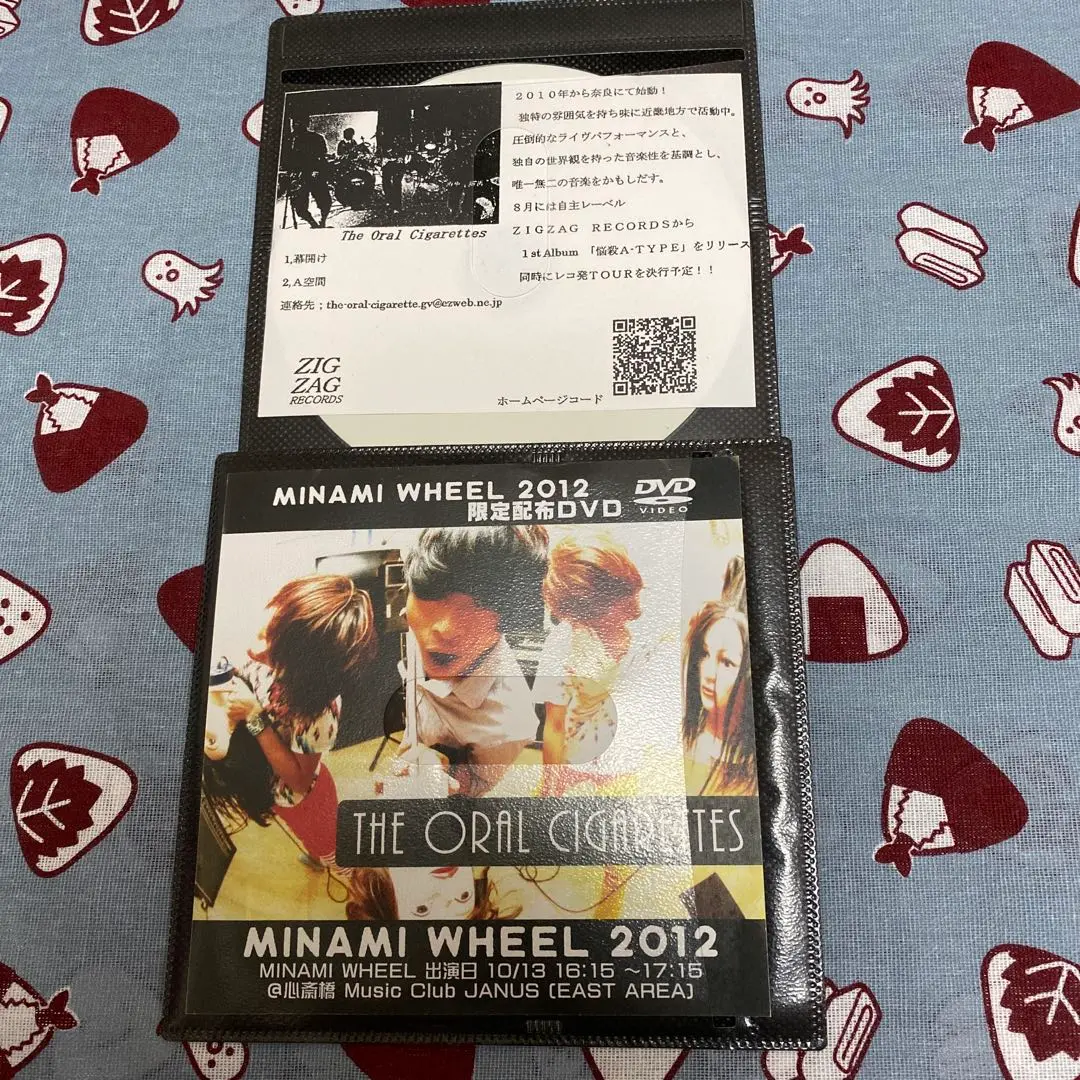 2010年から奈良にて始動！
独特の雰囲気を持ち味に近畿地方で活動中。
圧倒的なライヴパフォーマンスと、
独自の世界観を持った音楽性を基調とし、
唯一無二の音楽をかもしだす。
8月には自主レーベル
ZIGZAG RECORDSから
1stAlbum 「悩殺A-TYPE」をリリース
同時にレコ発TOURを決行予定！！
The Oral Cigarettes
1,幕開け
2,A空間
連絡先；the-oral-cigarette.gv@ezweb.ne.jp
ZIG
ZAG
RECORDS
ホームページコード
MINAMI WHEEL 2012
限定配布DVD
DVD
VIDEO
THE ORAL CIGARETTES
MINAMI WHEEL 2012
MINAMI WHEEL 出演日 10/13 16:15 ~17:15
@心斎橋 Music Club JANUS (EAST AREA)